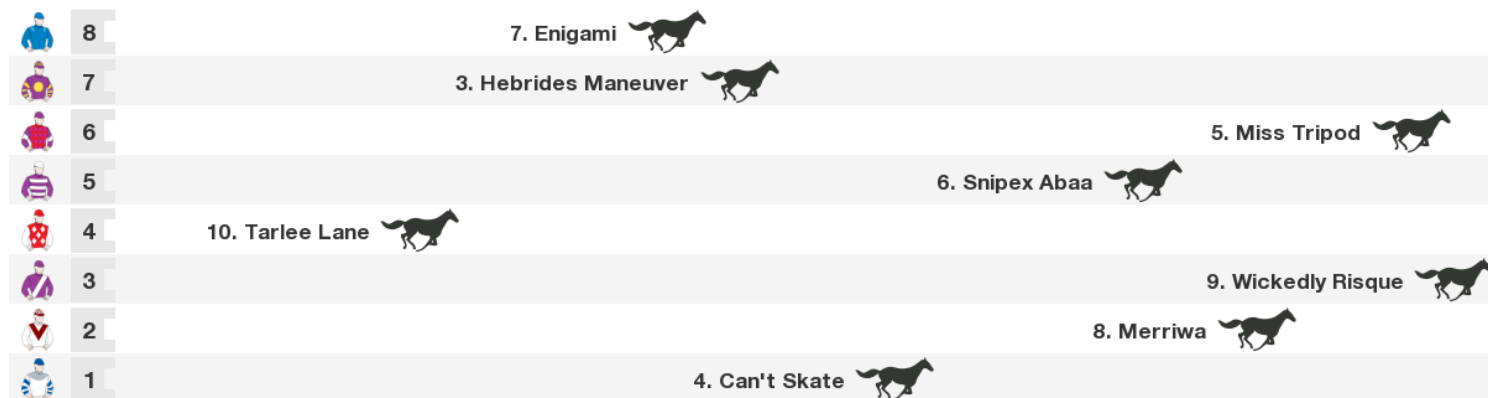 8 7. Enigami
7 3. Hebrides Maneuver
6 5. Miss Tripod
5 6. Snipex Abaa
4 10. Tarlee Lane
3 9. Wickedly Risque
2 8. Merriwa
1 4. Can't Skate